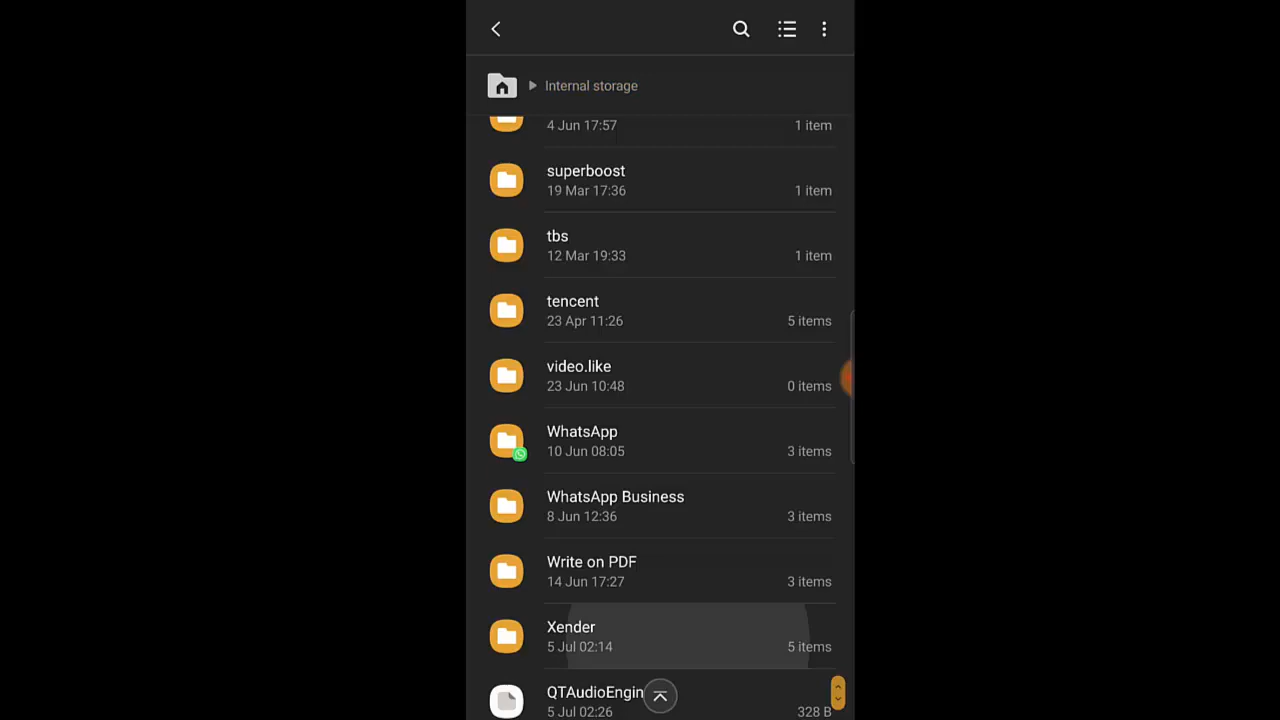 Internal storage
4 Jun 17:57 1 item
superboost
19 Mar 17:36 1 item
tbs
12 Mar 19:33 1 item
tencent
23 Apr 11:26 5 items
video.like
23 Jun 10:48 0 items
WhatsApp
10 Jun 08:05 3 items
WhatsApp Business
8 Jun 12:36 3 items
Write on PDF
14 Jun 17:27 3 items
Xender
5 Jul 02:14 5 items
QTAudioEngin
5 Jul 02:26 328 B